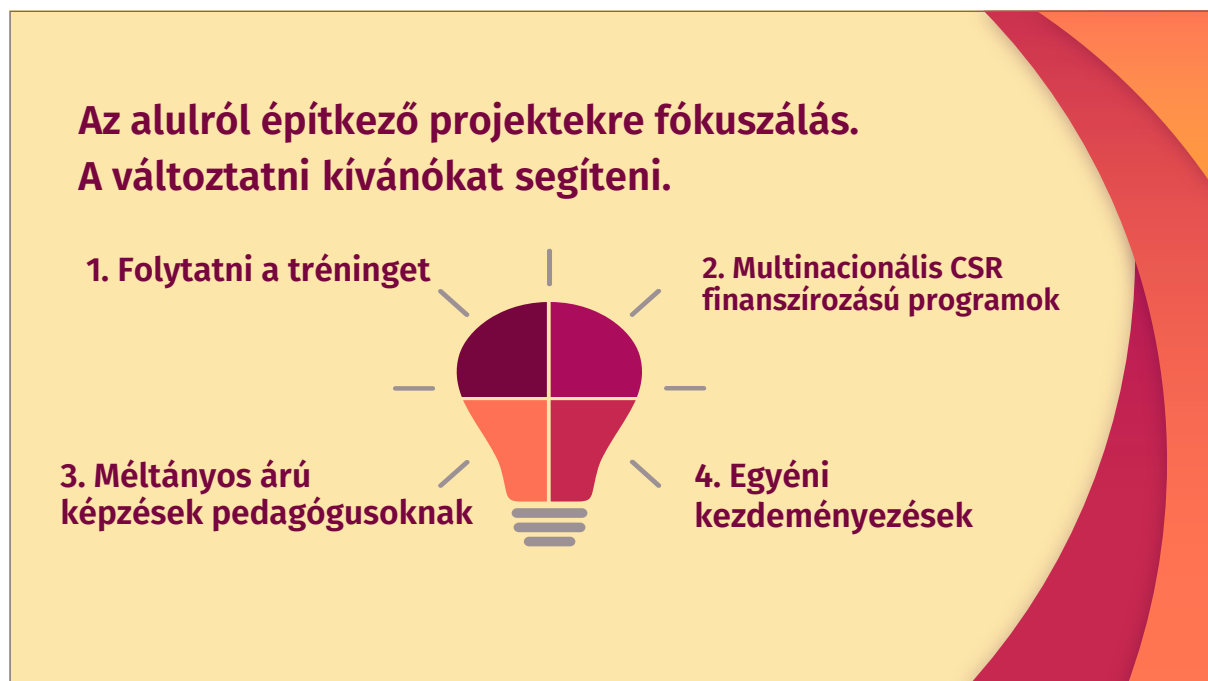 Az alulról építkező projektekre fókuszálás.
A változtatni kívánókat segíteni.
1. Folytatni a tréninget
2. Multinacionális CSR
finanszírozású programok
3. Méltányos árú
képzések pedagógusoknak
4. Egyéni
kezdeményezések